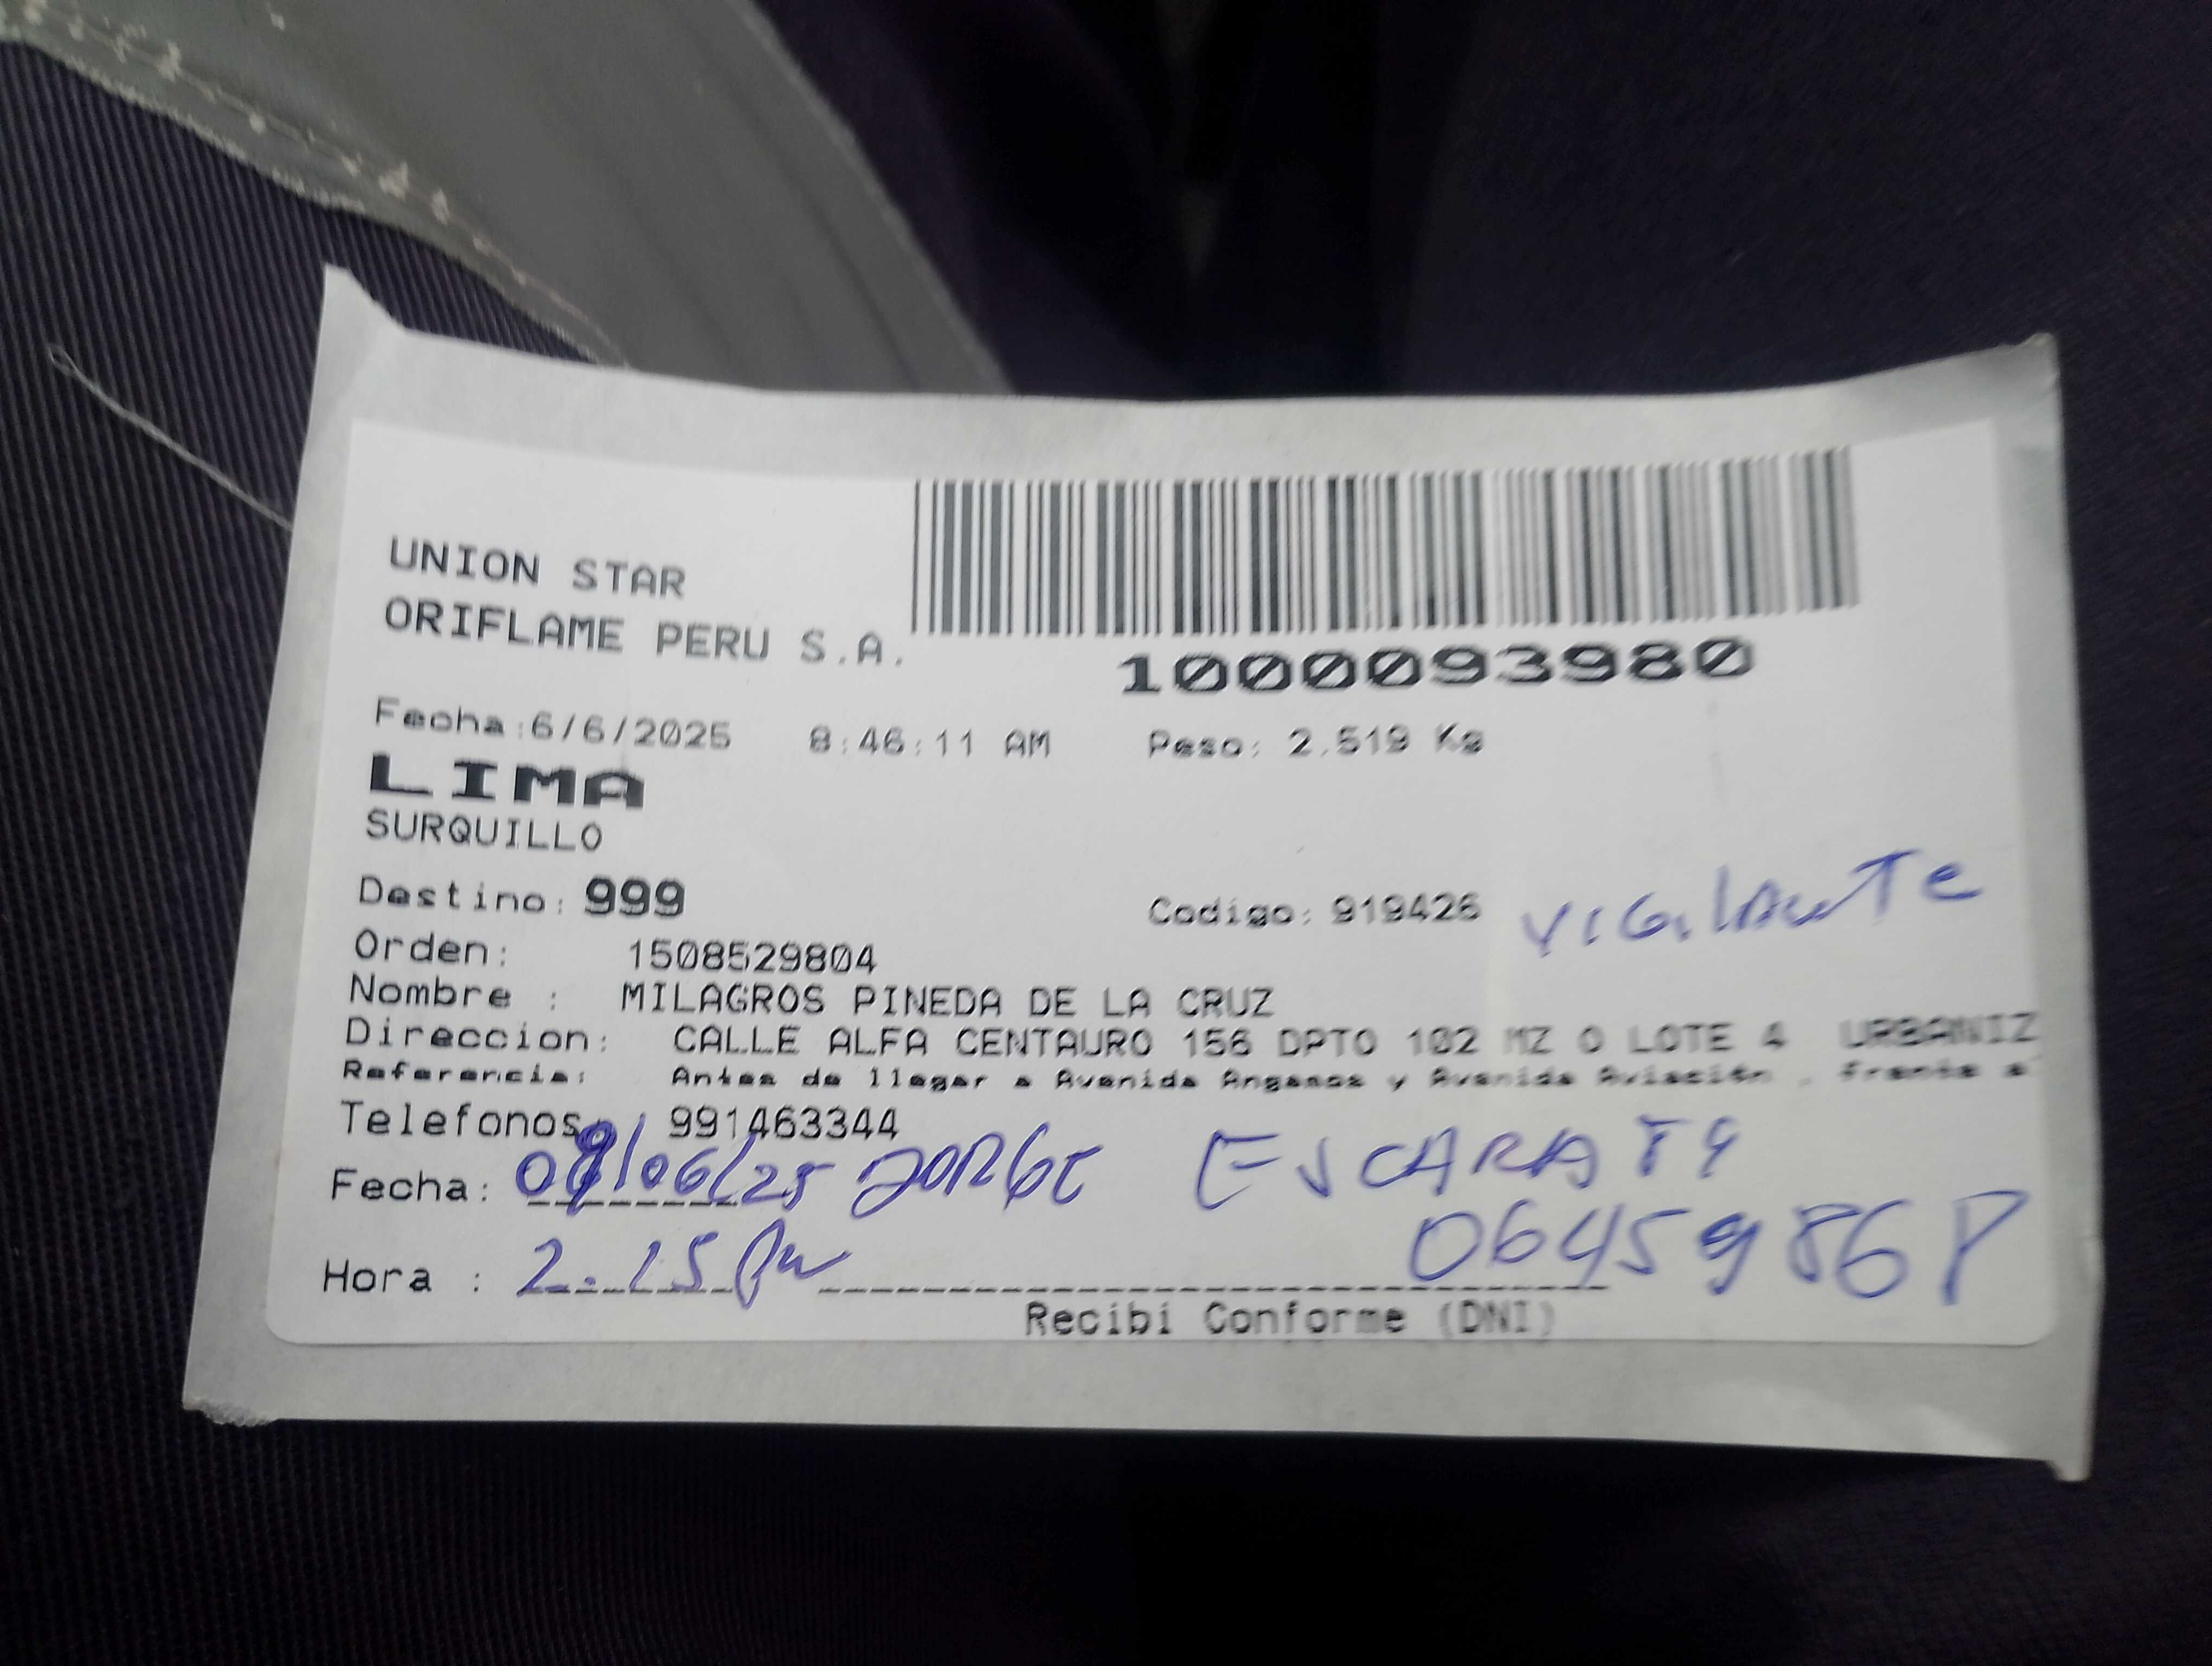 UNION STAR
ORIFLAME PERU S.A.
1000093980
Fecha:6/6/2025 8:46:11 AM Peso: 2.519 Kg
LIMA
SURQUILLO
Destino: 999 Codigo: 919426 VIGILANTE
Orden: 1508529804
Nombre : MILAGROS PINEDA DE LA CRUZ
Direccion: CALLE ALFA CENTAURO 156 DPTO 102 MZ O LOTE 4 URBANIZ
Referencia: Antes de llegar a Avenida Angamos y Avenida Aviación , frente a
Telefonos: 991463344
Fecha: 08/06/25 JORGE
Hora : 2.15 Pm
Recibi Conforme (DNI)